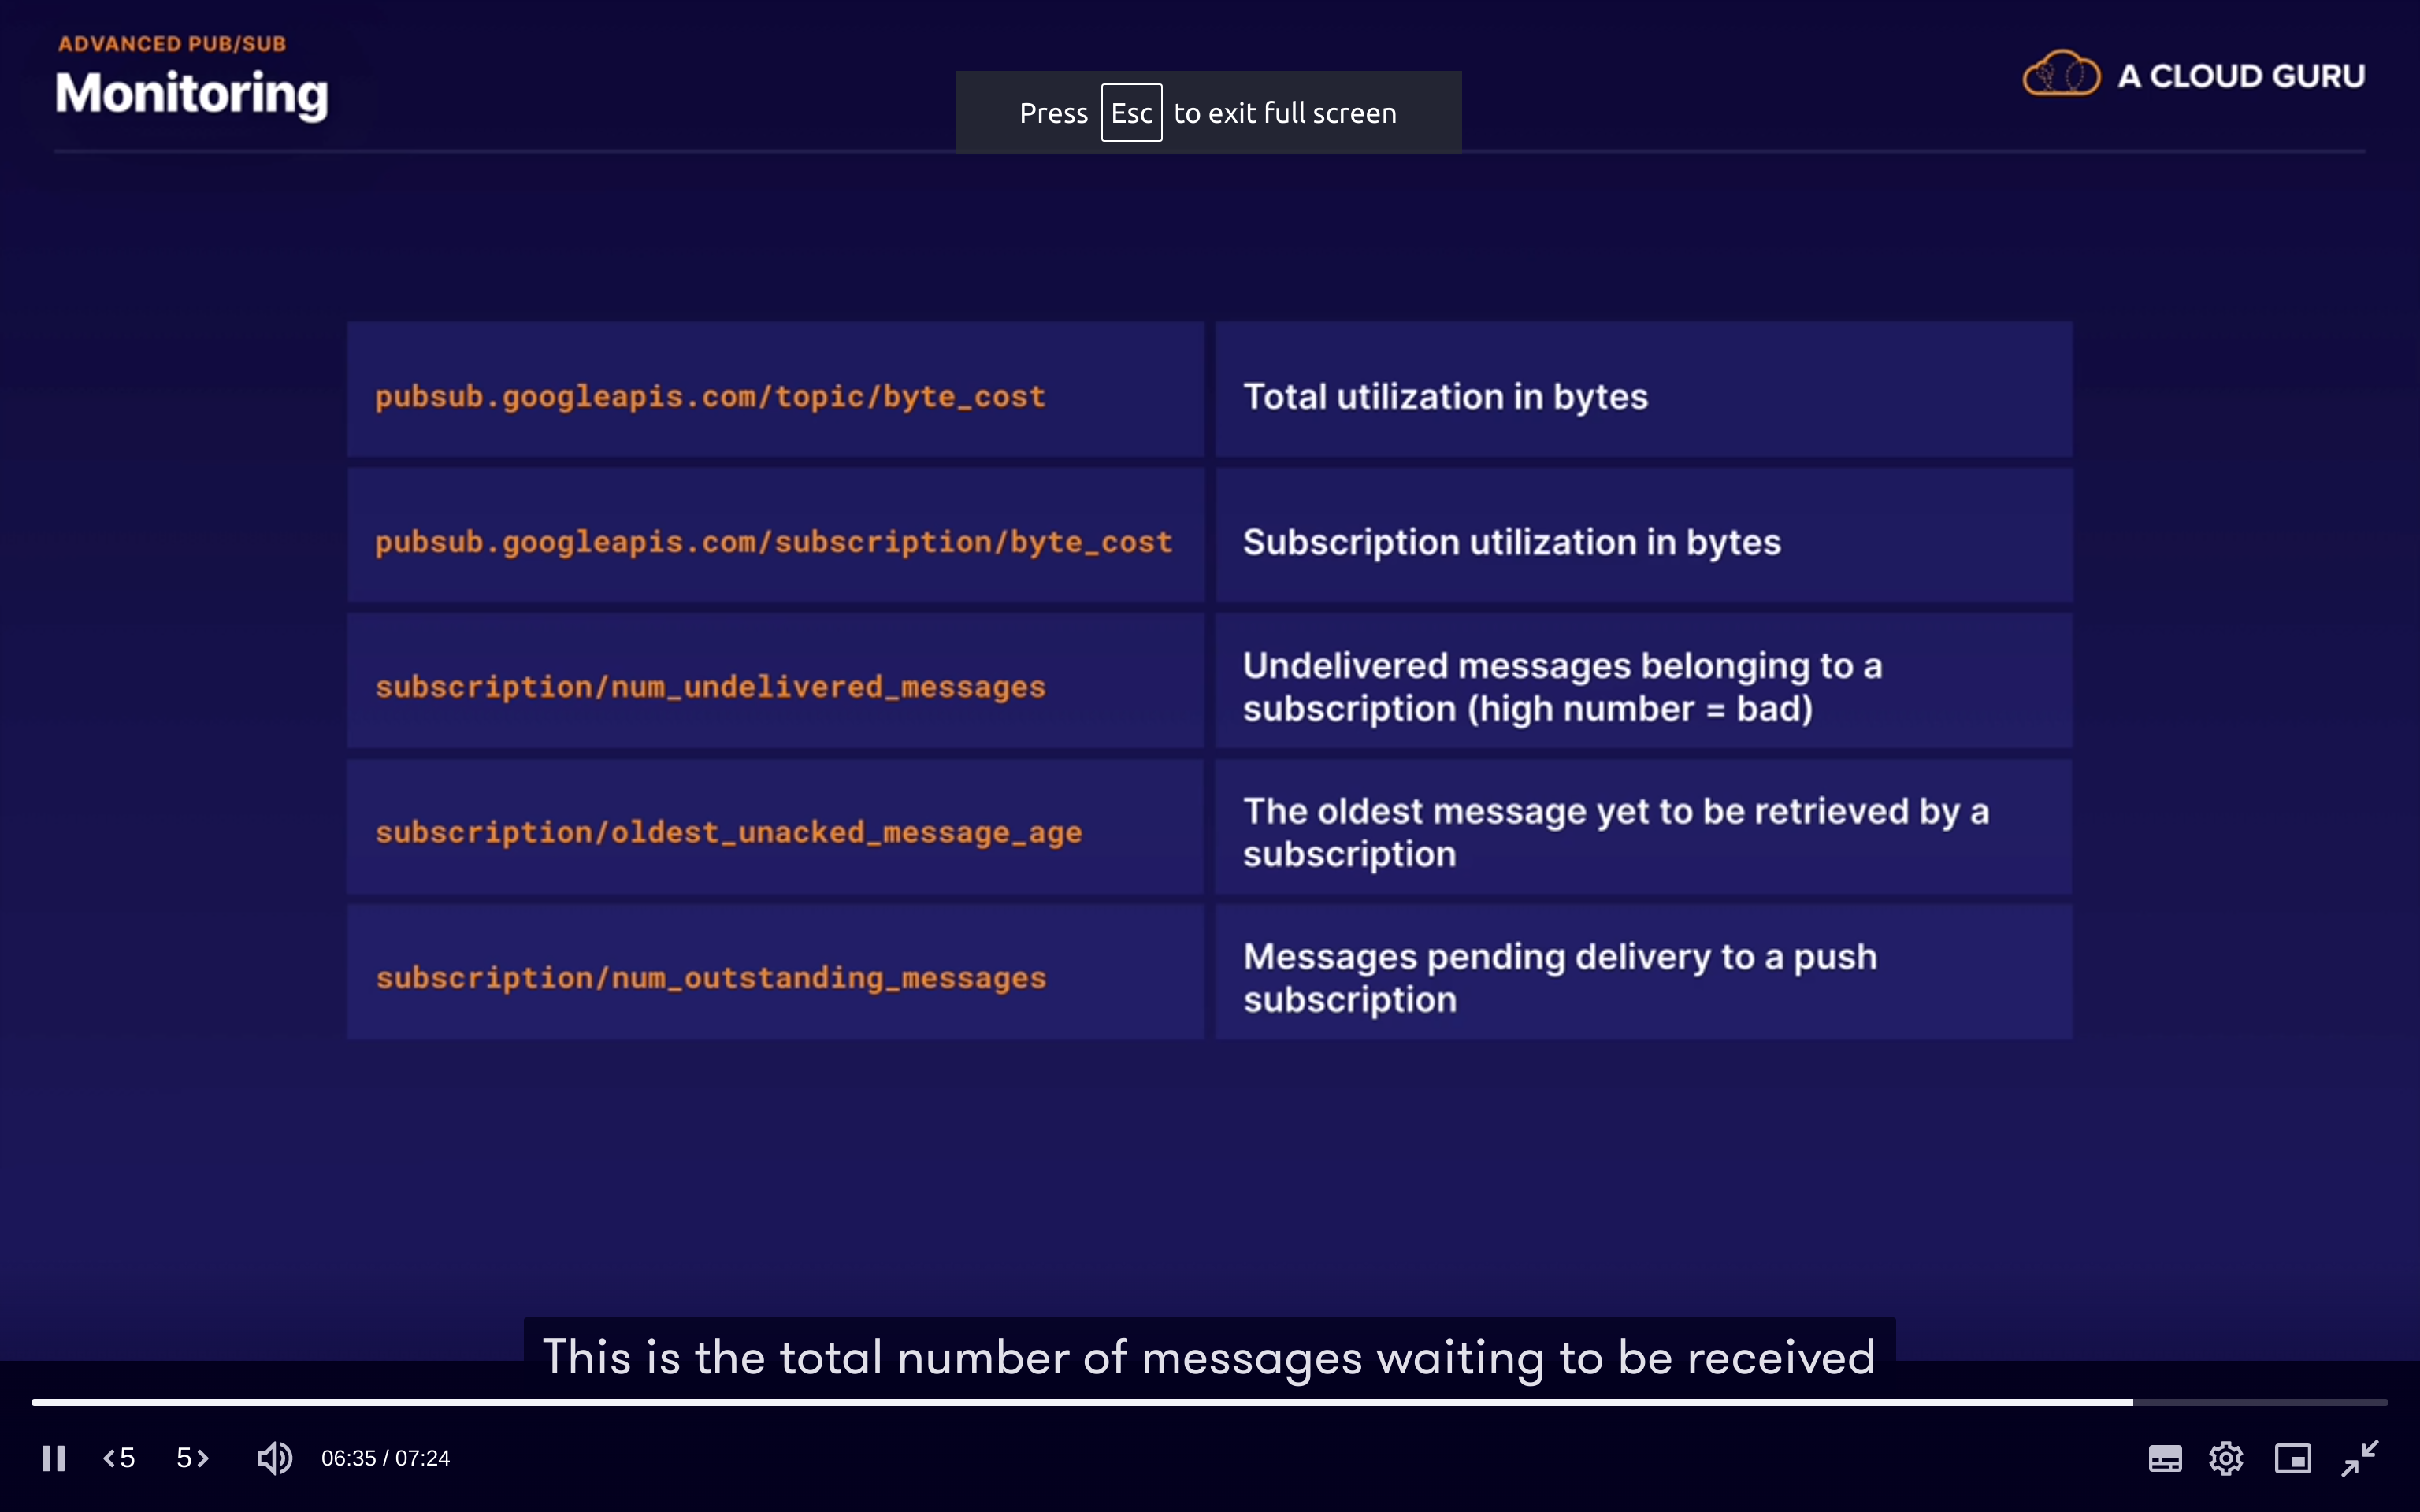 ADVANCED PUB/SUB
Monitoring
A CLOUD GURU
Press Esc to exit full screen
pubsub.googleapis.com/topic/byte_cost
Total utilization in bytes
pubsub.googleapis.com/subscription/byte_cost
Subscription utilization in bytes
subscription/num_undelivered_messages
Undelivered messages belonging to a
subscription (high number = bad)
subscription/oldest_unacked_message_age
The oldest message yet to be retrieved by a
subscription
subscription/num_outstanding_messages
Messages pending delivery to a push
subscription
This is the total number of messages waiting to be received
<5 5> 06:35 / 07:24